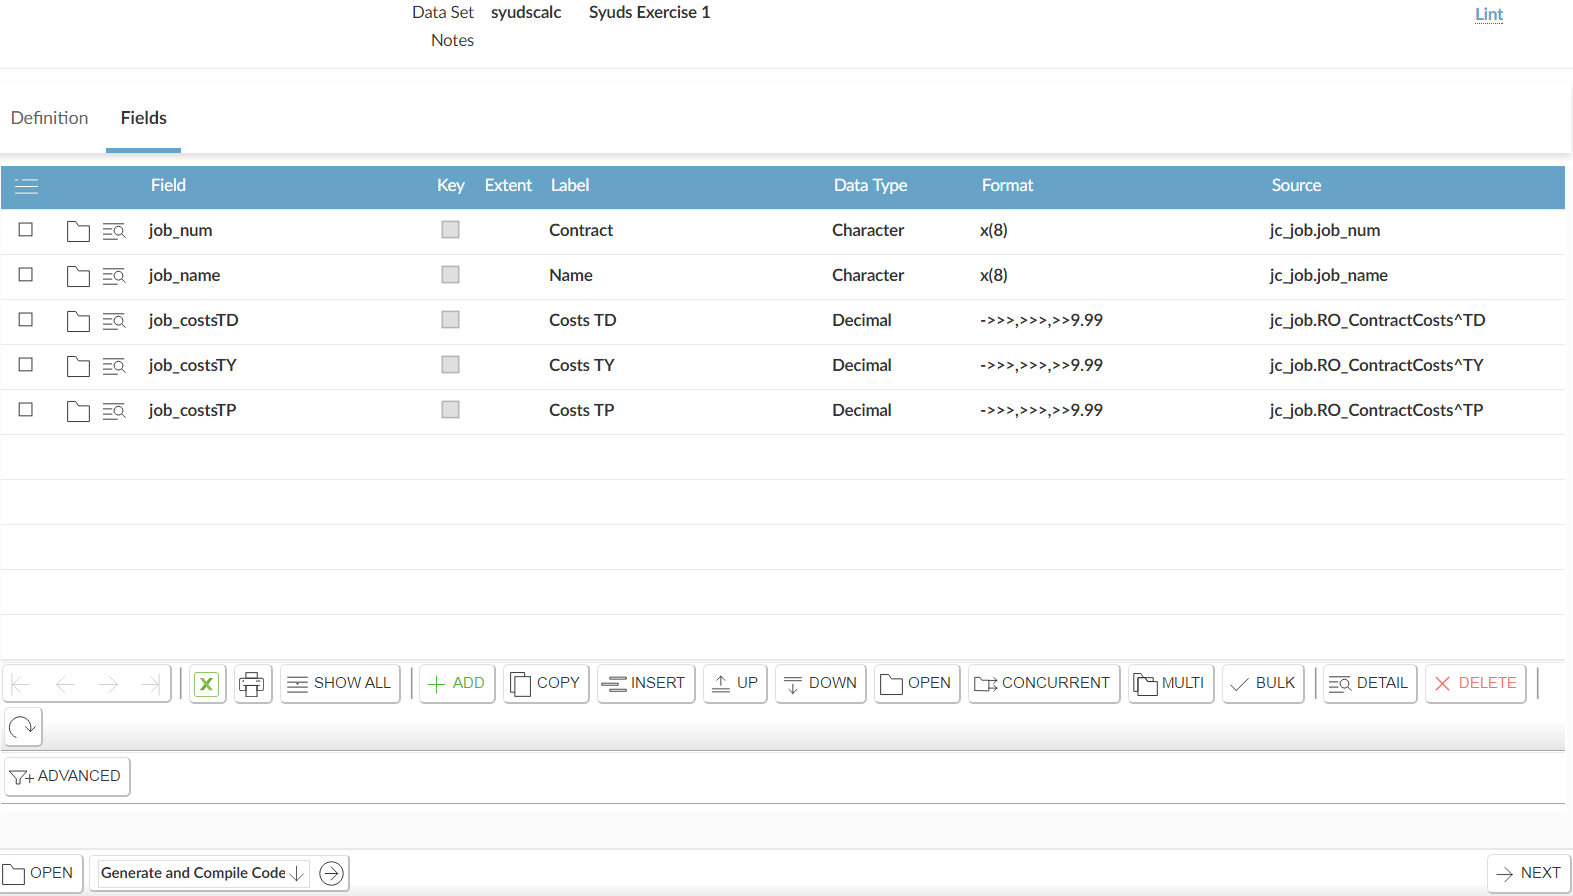 Data Set syudscalc Syuds Exercise 1 Lint
Notes
Definition Fields
Field Key Extent Label Data Type Format Source
job_num Contract Character x(8) jc_job.job_num
job_name Name Character x(8) jc_job.job_name
job_costsTD Costs TD Decimal ->>>,>>>,>>9.99 jc_job.RO_ContractCosts^TD
job_costsTY Costs TY Decimal ->>>,>>>,>>9.99 jc_job.RO_ContractCosts^TY
job_costsTP Costs TP Decimal ->>>,>>>,>>9.99 jc_job.RO_ContractCosts^TP
X SHOW ALL ADD COPY INSERT UP DOWN OPEN CONCURRENT MULTI BULK DETAIL DELETE
ADVANCED
OPEN Generate and Compile Code NEXT